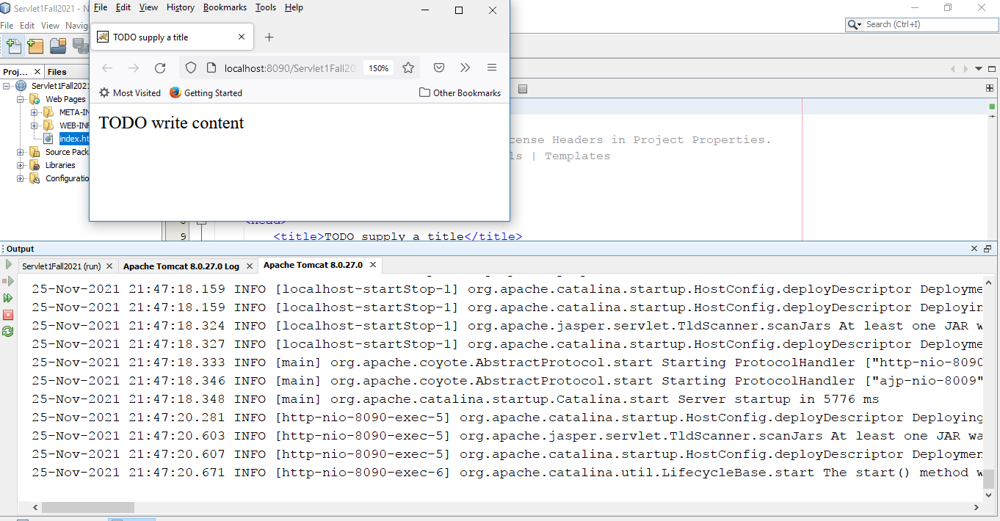 Servlet1Fall2021 - N
File Edit View Navig
Search (Ctrl+I)
File Edit View History Bookmarks Tools Help
TODO supply a title
localhost:8090/Servlet1Fall20
150%
Most Visited Getting Started Other Bookmarks
TODO write content
Proj... Files
Servlet1Fall2021
Web Pages
META-IN
WEB-INF
index.ht
Source Pack
Libraries
Configuratio
cense Headers in Project Properties.
ls | Templates
8 <head>
9 <title>TODO supply a title</title>
Output
Servlet1Fall2021 (run) Apache Tomcat 8.0.27.0 Log Apache Tomcat 8.0.27.0
25-Nov-2021 21:47:18.159 INFO [localhost-startStop-1] org.apache.catalina.startup.HostConfig.deployDescriptor Deployme
25-Nov-2021 21:47:18.159 INFO [localhost-startStop-1] org.apache.catalina.startup.HostConfig.deployDescriptor Deployin
25-Nov-2021 21:47:18.324 INFO [localhost-startStop-1] org.apache.jasper.servlet.TldScanner.scanJars At least one JAR w
25-Nov-2021 21:47:18.327 INFO [localhost-startStop-1] org.apache.catalina.startup.HostConfig.deployDescriptor Deployme
25-Nov-2021 21:47:18.333 INFO [main] org.apache.coyote.AbstractProtocol.start Starting ProtocolHandler ["http-nio-8090
25-Nov-2021 21:47:18.346 INFO [main] org.apache.coyote.AbstractProtocol.start Starting ProtocolHandler ["ajp-nio-8009"
25-Nov-2021 21:47:18.348 INFO [main] org.apache.catalina.startup.Catalina.start Server startup in 5776 ms
25-Nov-2021 21:47:20.281 INFO [http-nio-8090-exec-5] org.apache.catalina.startup.HostConfig.deployDescriptor Deploying
25-Nov-2021 21:47:20.603 INFO [http-nio-8090-exec-5] org.apache.jasper.servlet.TldScanner.scanJars At least one JAR wa
25-Nov-2021 21:47:20.607 INFO [http-nio-8090-exec-5] org.apache.catalina.startup.HostConfig.deployDescriptor Deploymen
25-Nov-2021 21:47:20.671 INFO [http-nio-8090-exec-6] org.apache.catalina.util.LifecycleBase.start The start() method w